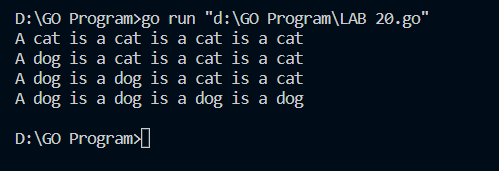 D:\GO Program>go run "d:\GO Program\LAB 20.go"
A cat is a cat is a cat is a cat
A dog is a cat is a cat is a cat
A dog is a dog is a cat is a cat
A dog is a dog is a dog is a dog
D:\GO Program>